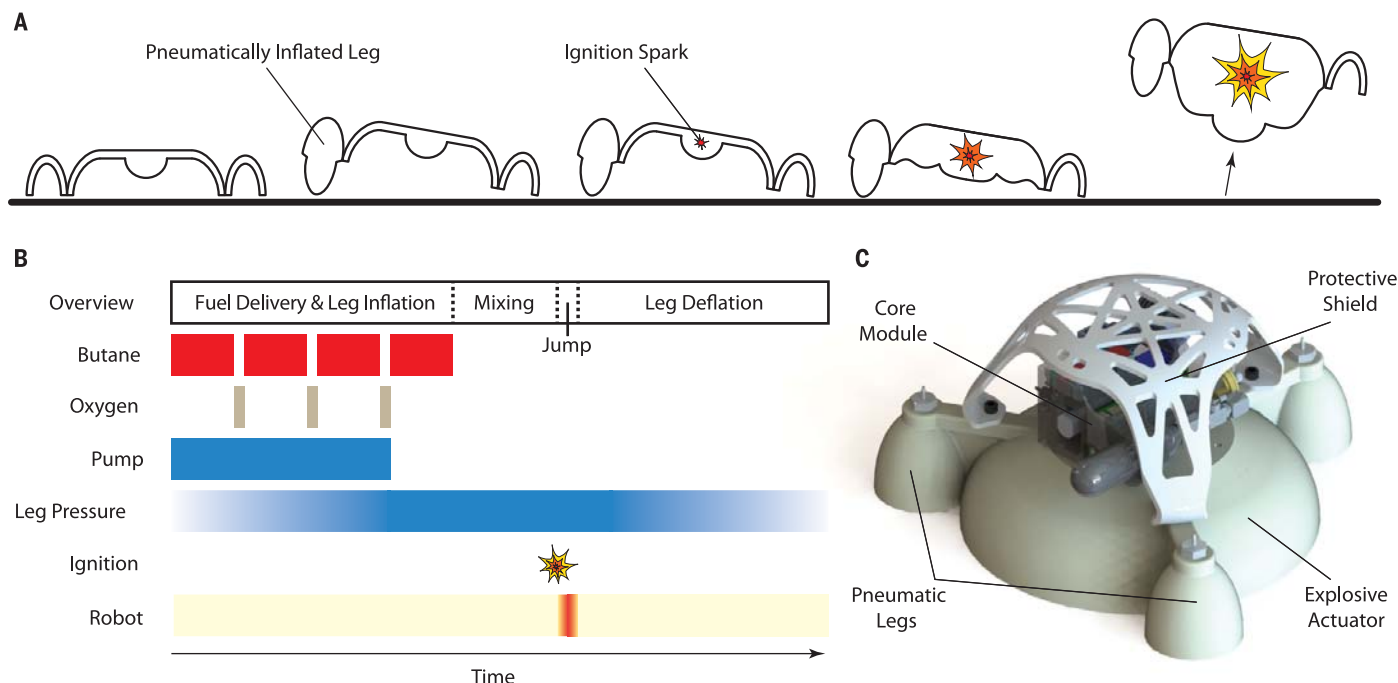 A
Pneumatically Inflated Leg
Ignition Spark
B
Overview
Fuel Delivery & Leg Inflation
Mixing
Jump
Leg Deflation
Butane
Oxygen
Pump
Leg Pressure
Ignition
Robot
Time
C
Core
Module
Protective
Shield
Pneumatic
Legs
Explosive
Actuator